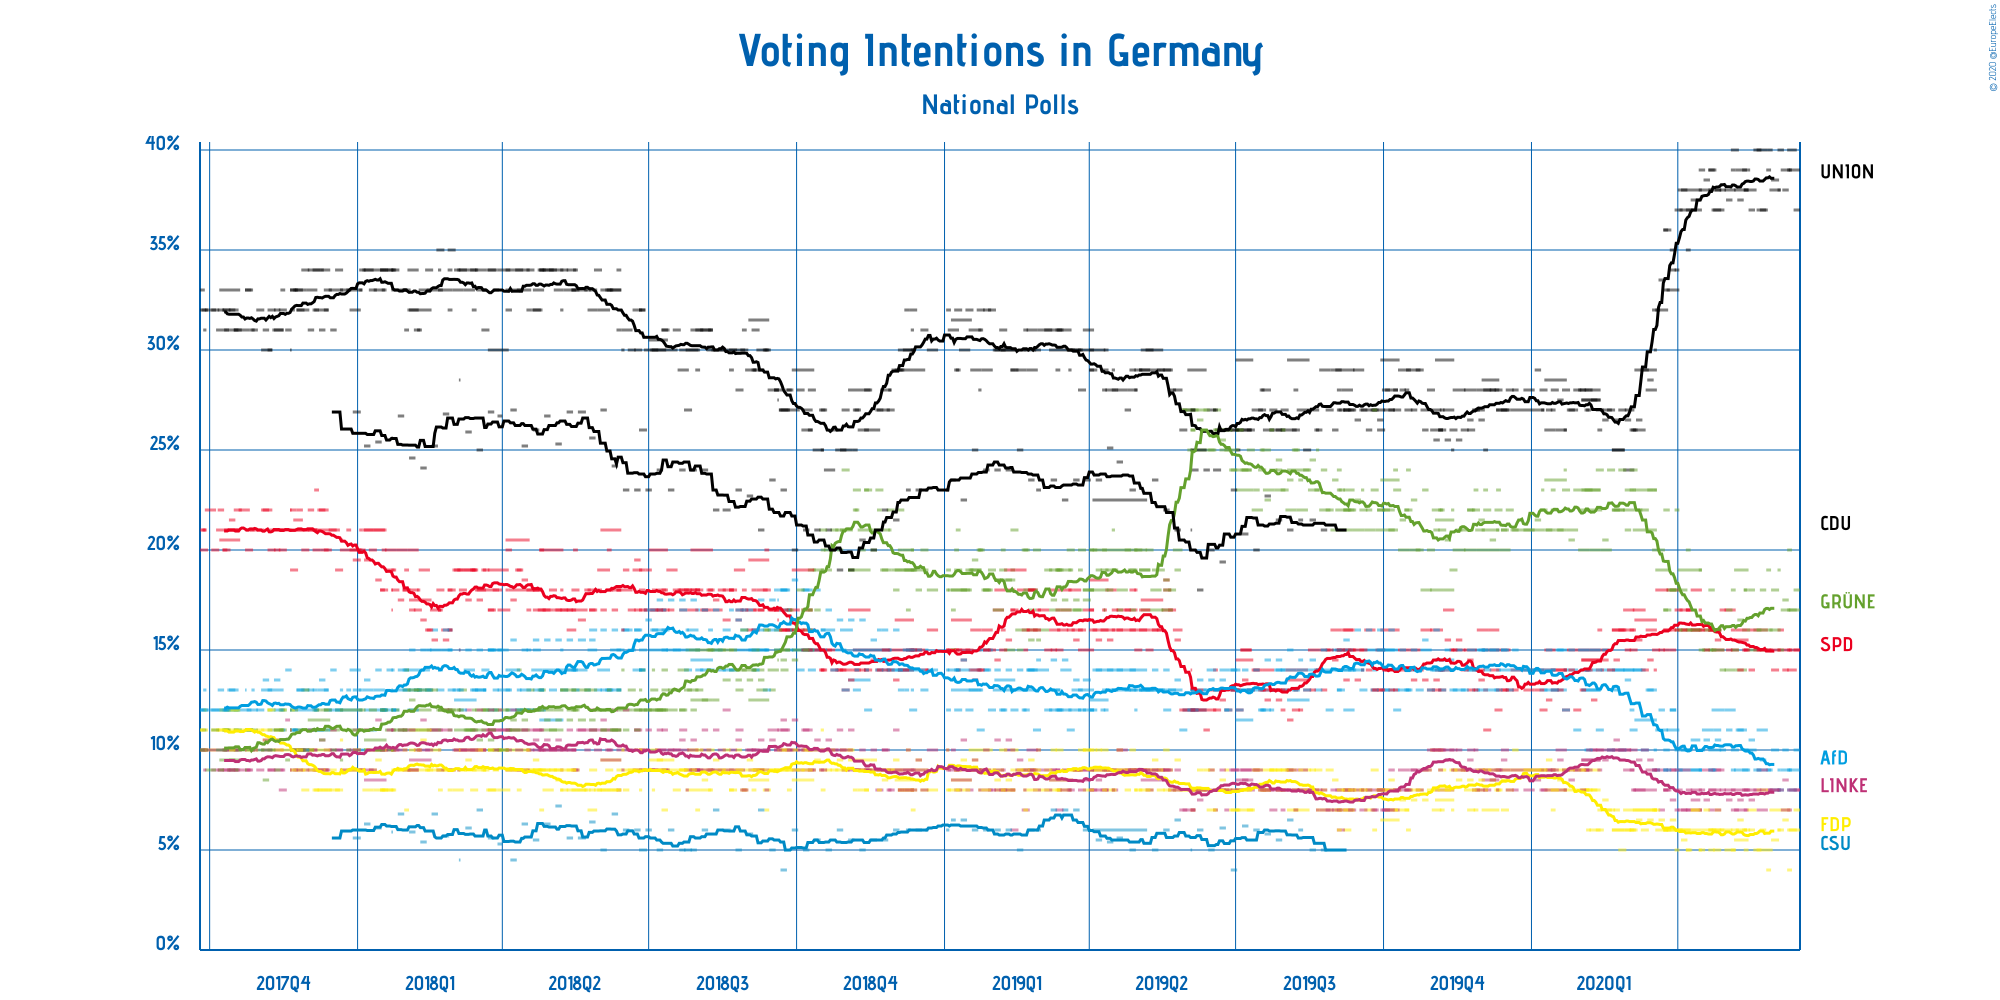 © 2020 @EuropeElects
Voting Intentions in Germany
National Polls
40%
35%
30%
25%
20%
15%
10%
5%
0%
UNION
CDU
GRÜNE
SPD
AfD
LINKE
FDP
CSU
2017Q4 2018Q1 2018Q2 2018Q3 2018Q4 2019Q1 2019Q2 2019Q3 2019Q4 2020Q1